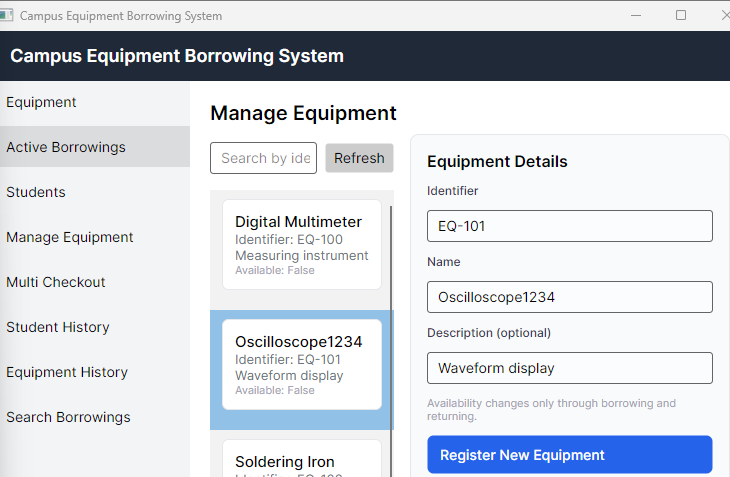 Campus Equipment Borrowing System
Campus Equipment Borrowing System
Equipment
Active Borrowings
Students
Manage Equipment
Multi Checkout
Student History
Equipment History
Search Borrowings
Manage Equipment
Search by ide
Refresh
Digital Multimeter
Identifier: EQ-100
Measuring instrument
Available: False
Oscilloscope1234
Identifier: EQ-101
Waveform display
Available: False
Soldering Iron
Equipment Details
Identifier
EQ-101
Name
Oscilloscope1234
Description (optional)
Waveform display
Availability changes only through borrowing and
returning.
Register New Equipment